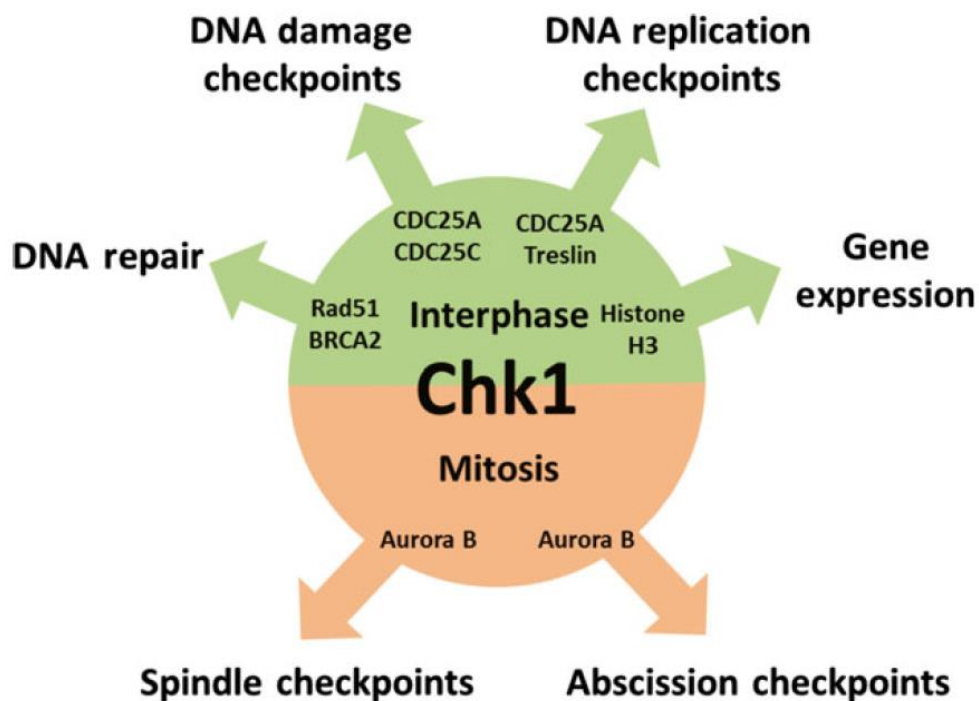 DNA damage
checkpoints
DNA replication
checkpoints
DNA repair
CDC25A
CDC25C
CDC25A
Treslin
Gene
expression
Rad51
BRCA2
Interphase
Histone
H3
Chk1
Mitosis
Aurora B
Aurora B
Spindle checkpoints
Abscission checkpoints